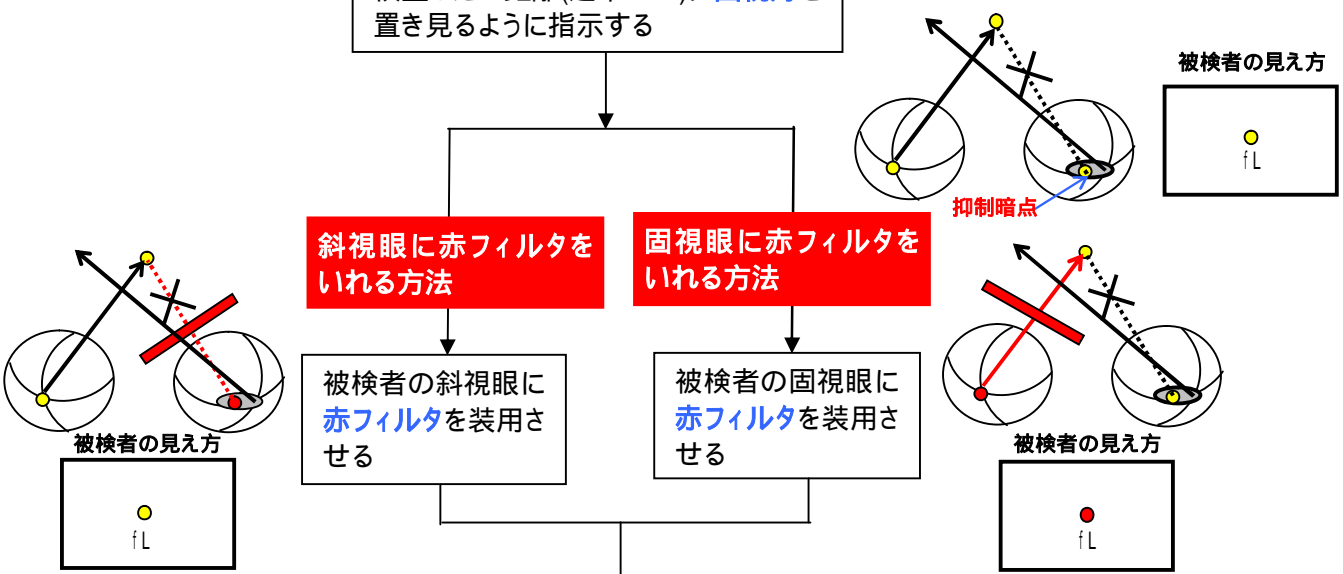 置き見るように指示する
被検者の見え方
fL
抑制暗点
斜視眼に赤フィルタを
いれる方法
固視眼に赤フィルタを
いれる方法
被検者の斜視眼に
赤フィルタを装用さ
せる
被検者の固視眼に
赤フィルタを装用さ
せる
被検者の見え方
fL
被検者の見え方
fL